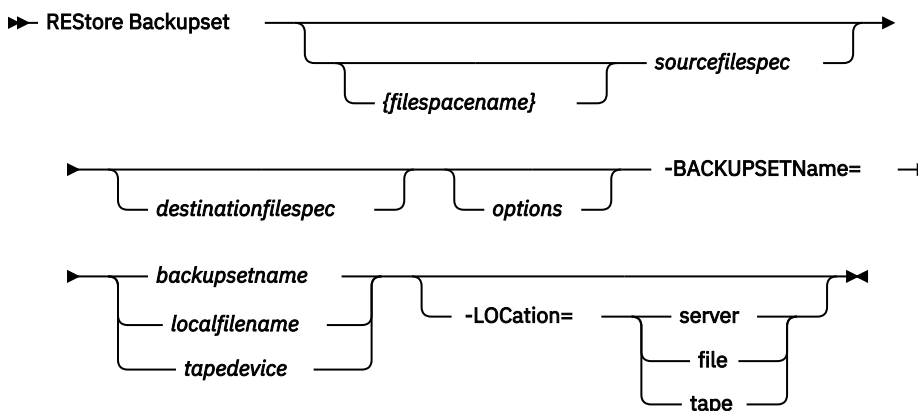 REStore Backupset
sourcefilespec
{filespacename}
-BACKUPSETName=
destinationfilespec
options
backupsetname
localfilename
tapedevice
-LOCation=
server
file
tape